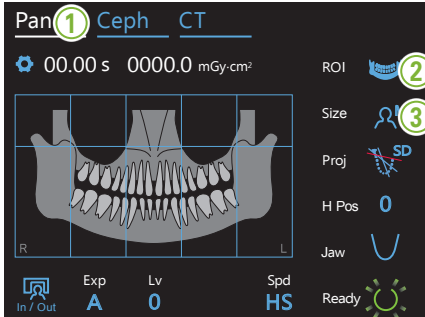 Pan 1 Ceph CT
00.00 s 0000.0 mGy·cm²
ROI 2
Size 3
Proj SD
H Pos 0
R L Jaw
Exp Lv Spd
In / Out A 0 HS Ready